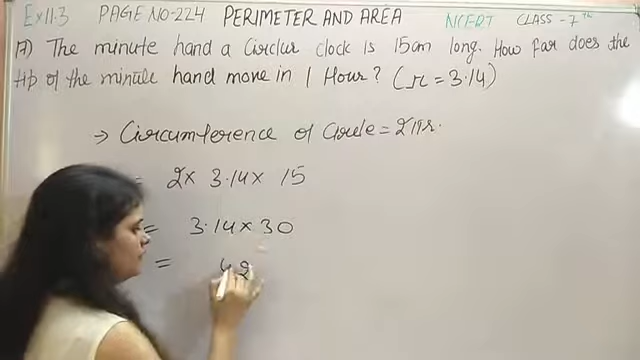 Ex11.3 PAGE NO-224 PERIMETER AND AREA NCERT CLASS-7th
17) The minute hand a Circlur clock is 15cm long. How far does the
tip of the minute hand move in 1 Hour? (π=3.14)
→ Circumference of Circle = 2πr.
= 2× 3.14× 15
= 3.14×30
=